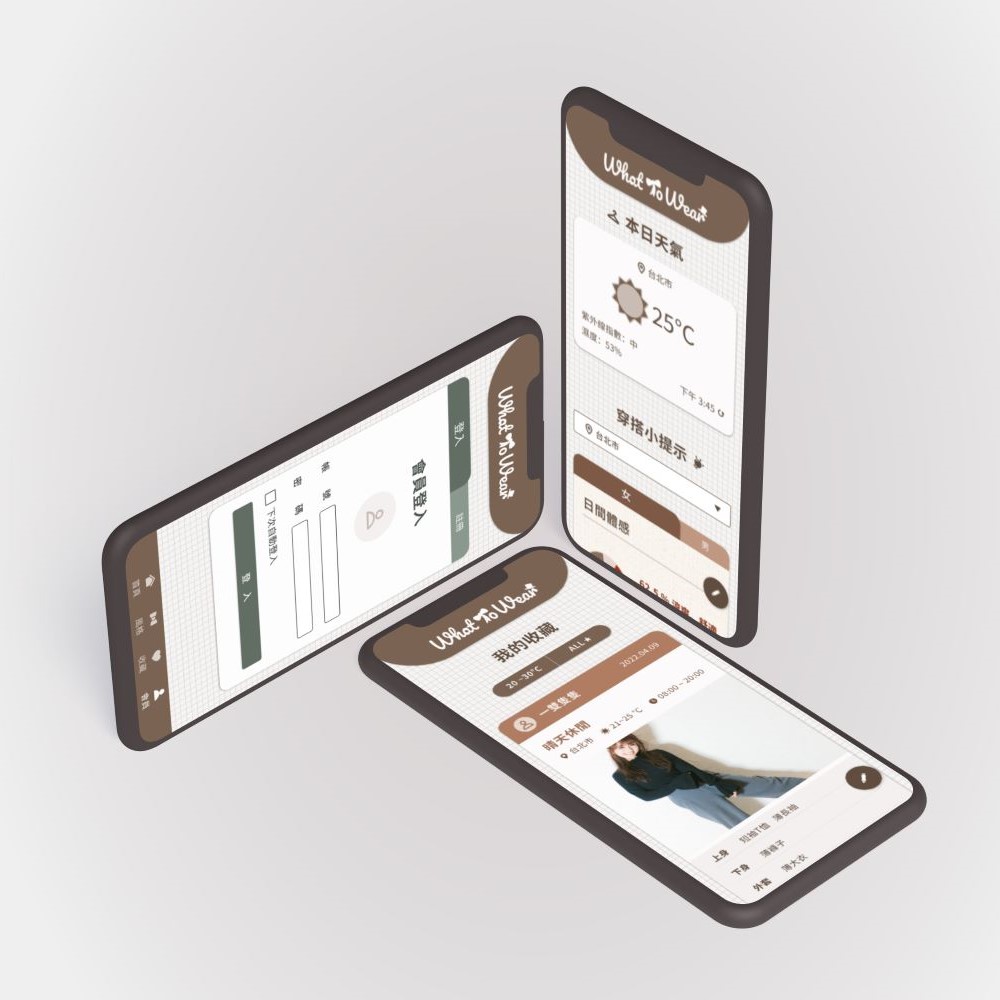 What To Wear
本日天氣
台北市
25°C
紫外線指數：中
濕度：53%
下午 3:45
穿搭小提示
台北市
女
男
日間體感
What To Wear
登入
註冊
會員登入
帳 號
密 碼
下次自動登入
登 入
首頁
風格
收藏
會員
What To Wear
我的收藏
20 -30°C
ALL★
一雙隻隻
2022.04.09
晴天休閒
台北市
21~25 °C
08:00 ~ 20:00
上身 短袖T恤 薄長袖
下身 薄褲子
外套 薄大衣